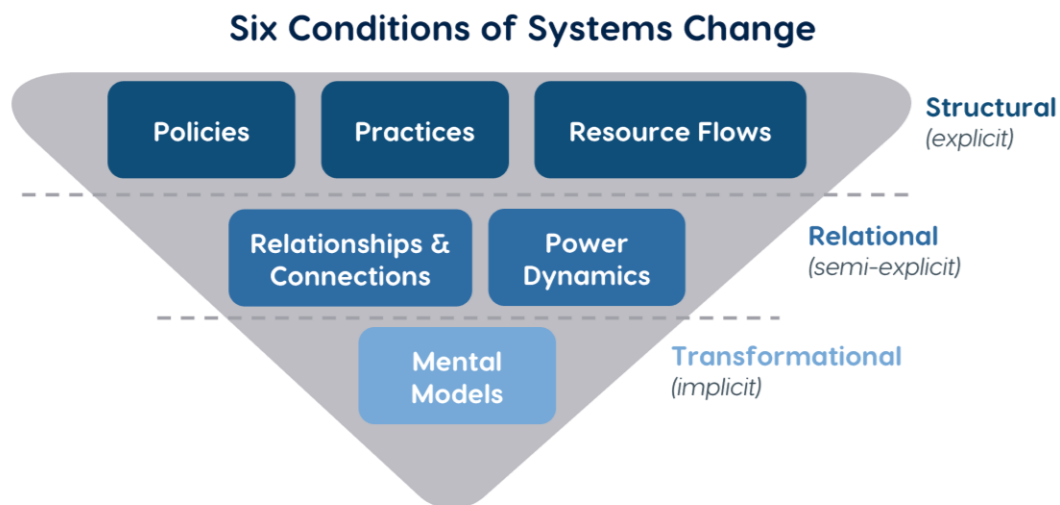 Six Conditions of Systems Change
Policies
Practices
Resource Flows
Structural
(explicit)
Relationships &
Connections
Power
Dynamics
Relational
(semi-explicit)
Mental
Models
Transformational
(implicit)